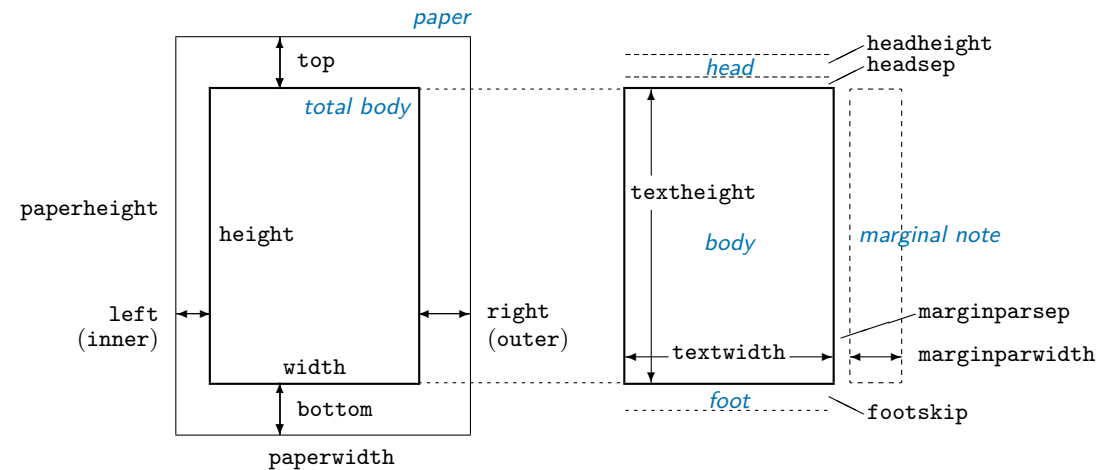 paper
top
total body
paperheight
height
left
(inner)
right
(outer)
width
bottom
paperwidth
headheight
head
headsep
textheight
body
marginal note
marginparsep
textwidth
marginparwidth
foot
footskip